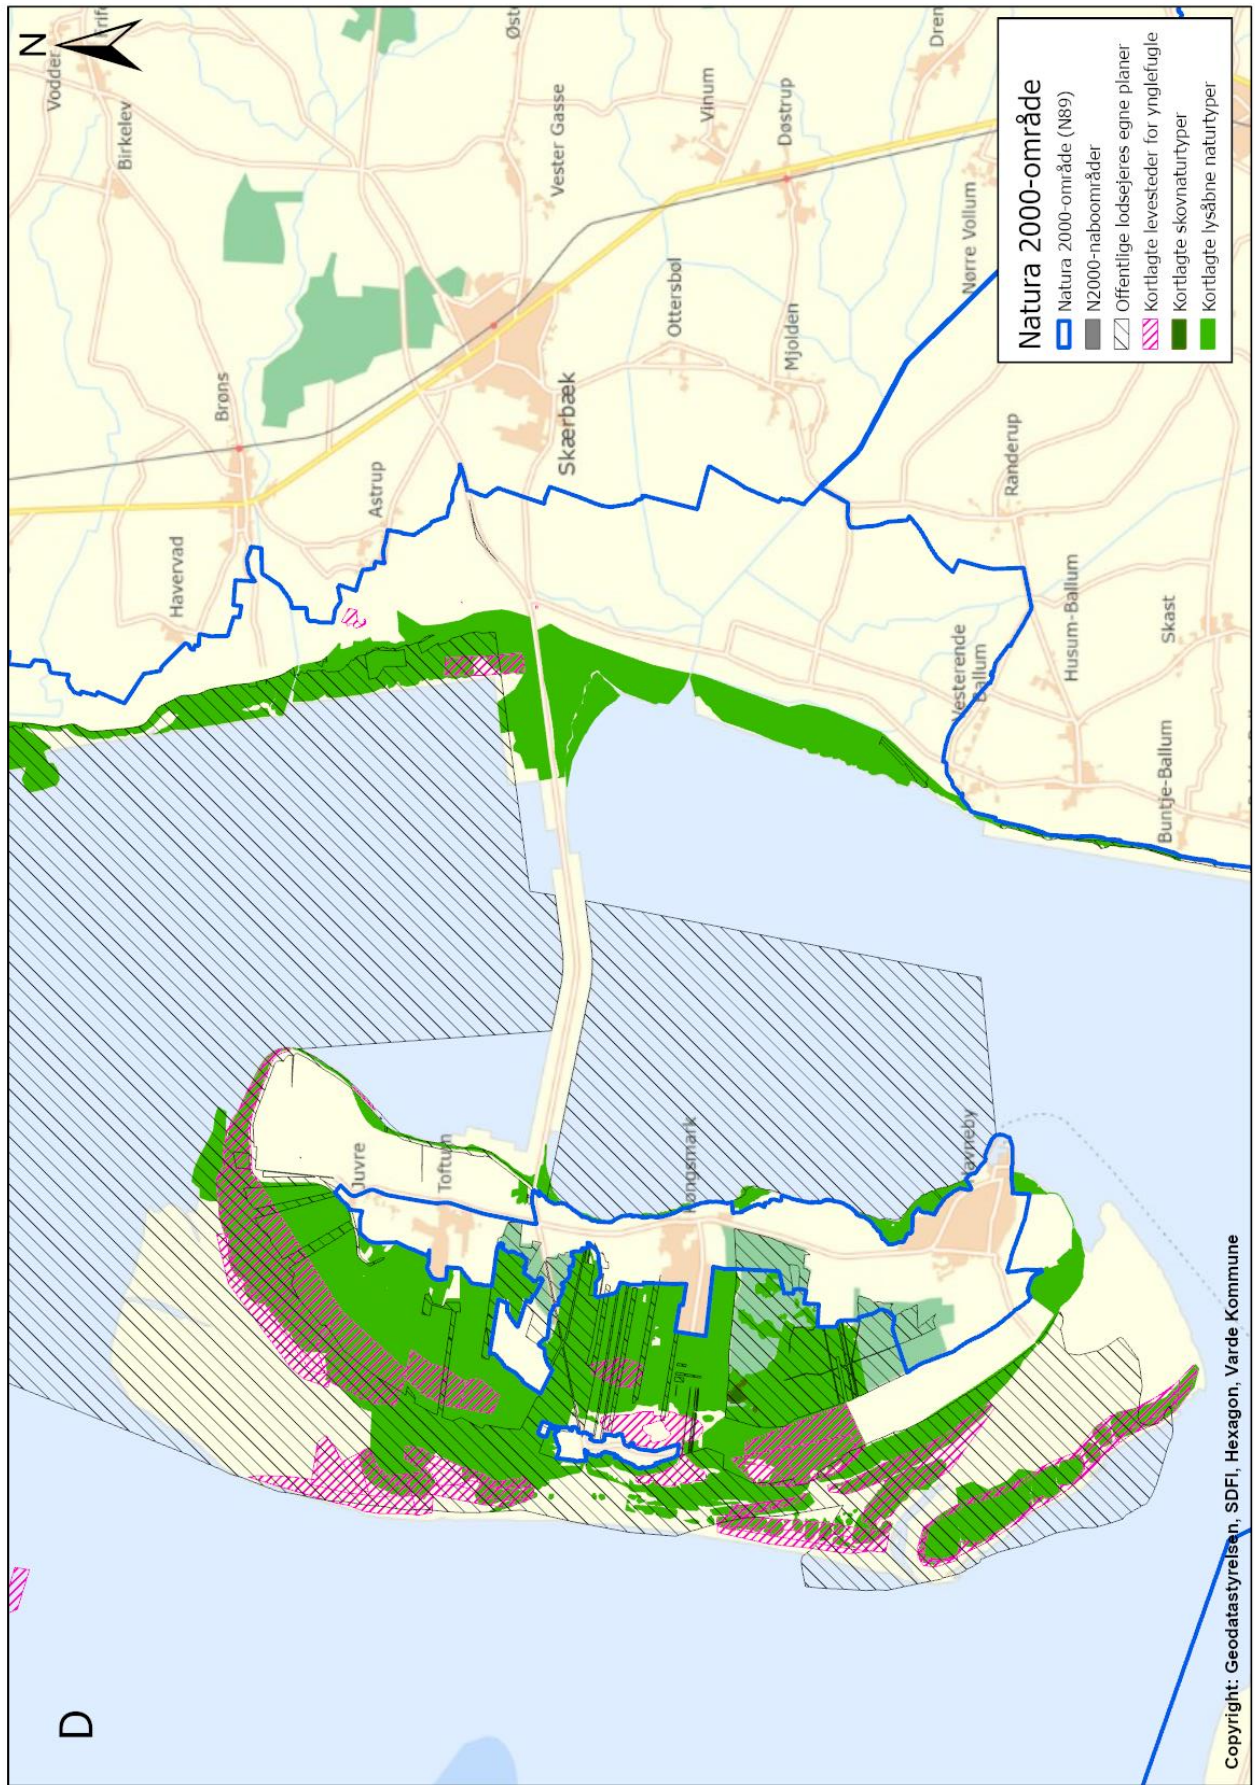 D
N
Vodder
Birkelev
Havervad
Brøns
Juvre
Astrup
Toftum
Øst
Skærbæk
Vester Gasse
Ottersbøl
Kongsmark
Vinum
Døstrup
Mjolden
Dren
Havneby
Vesterende
Ballum
Nørre Vollum
Randerup
Husum-Ballum
Buntje-Ballum
Skast
Natura 2000-område
Natura 2000-område (N89)
N2000-naboområder
Offentlige lodsejeres egne planer
Kortlagte levesteder for ynglefugle
Kortlagte skovnaturtyper
Kortlagte lysåbne naturtyper
Copyright: Geodatastyrelsen, SDFI, Hexagon, Varde Kommune